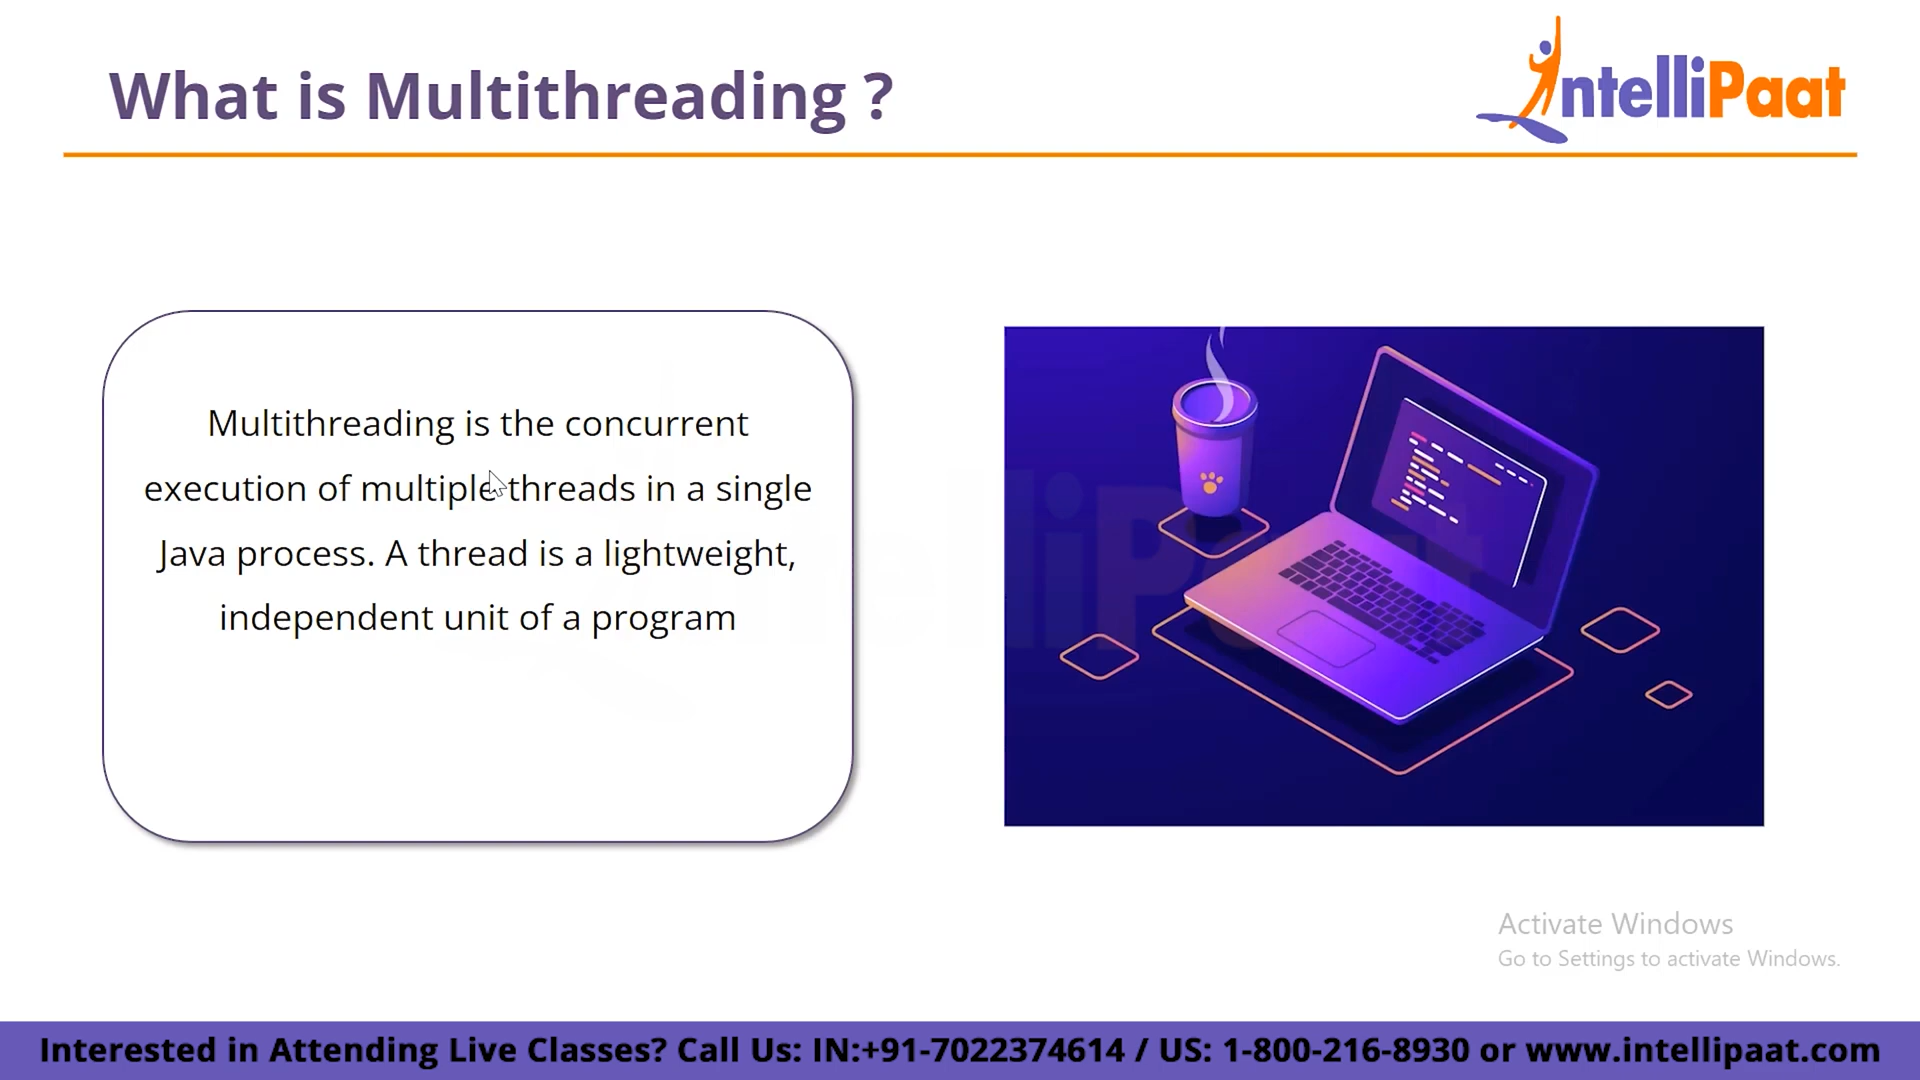 What is Multithreading ?
IntelliPaat
Multithreading is the concurrent
execution of multiple threads in a single
Java process. A thread is a lightweight,
independent unit of a program
Activate Windows
Go to Settings to activate Windows.
Interested in Attending Live Classes? Call Us: IN:+91-7022374614 / US: 1-800-216-8930 or www.intellipaat.com